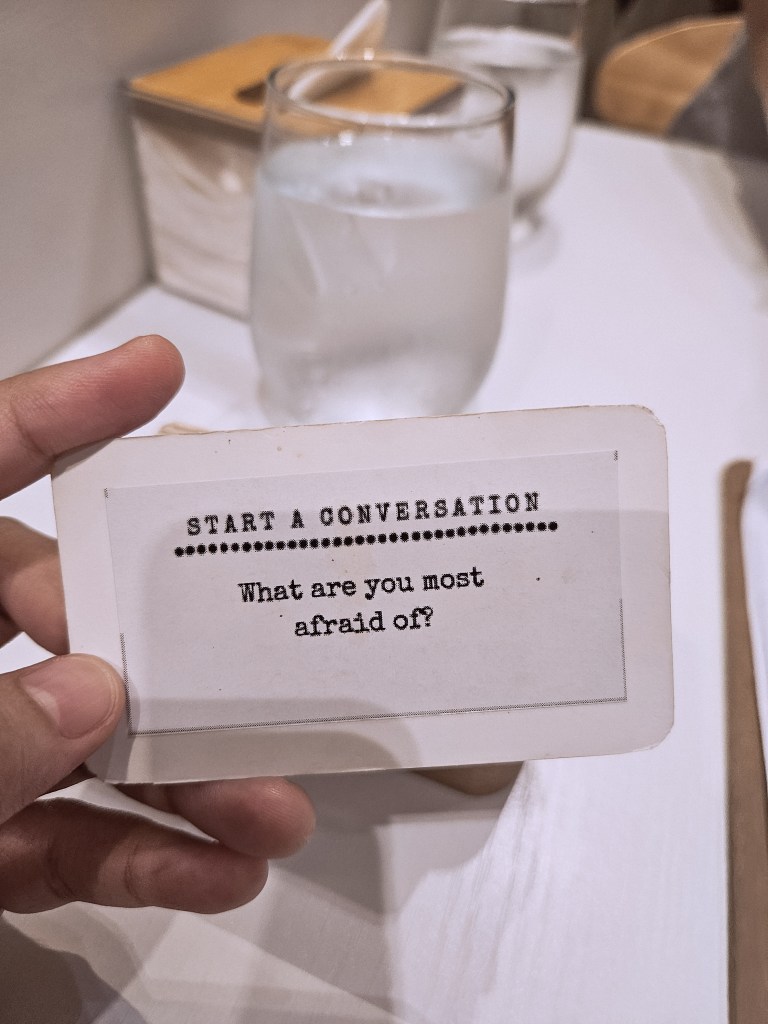 START A CONVERSATION
What are you most
afraid of?